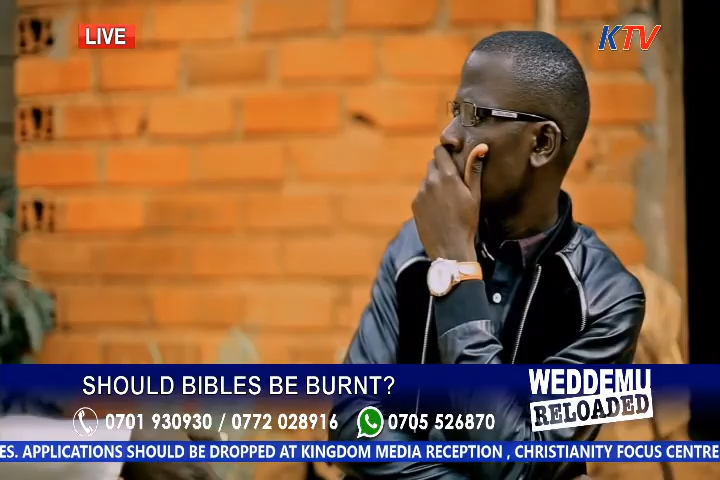 LIVE
KTV
SHOULD BIBLES BE BURNT?
WEDDEMU
RELOADED
0701 930930 / 0772 028916
0705 526870
ES. APPLICATIONS SHOULD BE DROPPED AT KINGDOM MEDIA RECEPTION , CHRISTIANITY FOCUS CENTRE